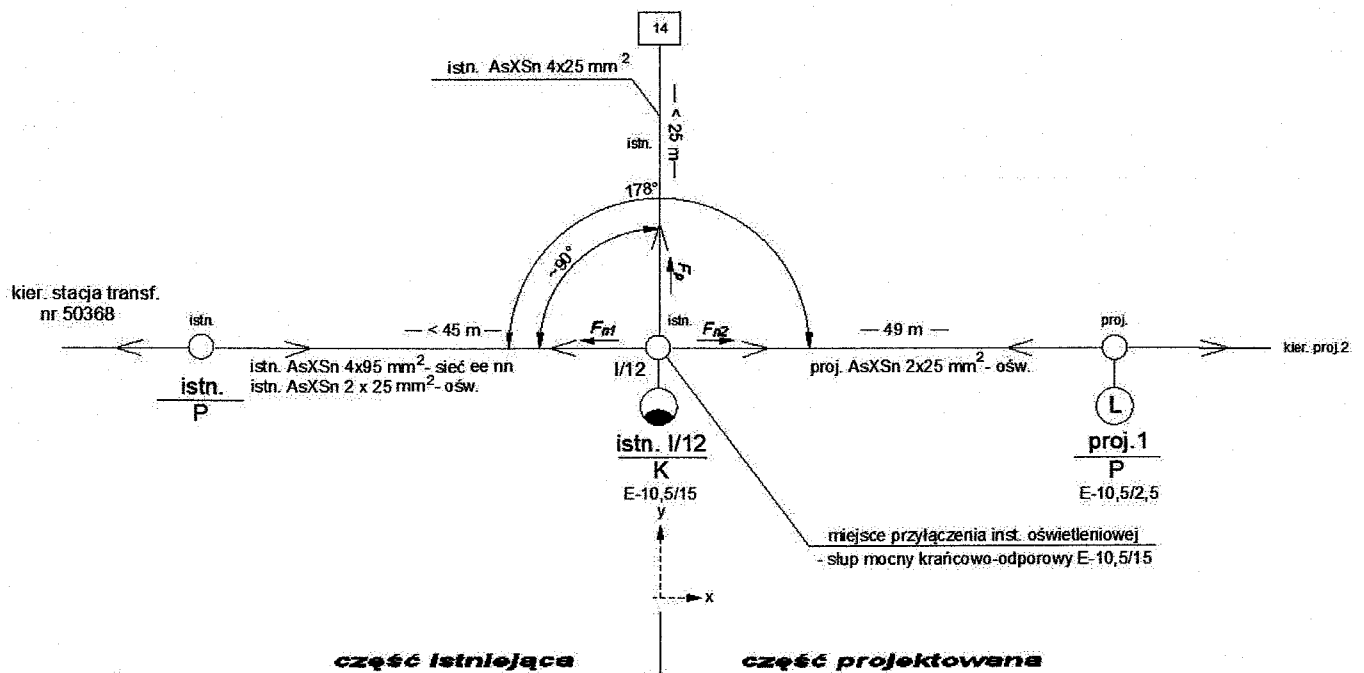 14
istn. AsXSn 4x25 mm²
— < 25 m —
istn.
178°
~90°
Fp
kier. stacja transf.
nr 50368
istn.
— < 45 m —
Fn1
istn.
Fn2
— 49 m —
proj.
kier. proj.2
istn. AsXSn 4x95 mm² - sieć ee nn
istn. AsXSn 2 x 25 mm² - ośw.
I/12
proj. AsXSn 2x25 mm² - ośw.
istn.
P
L
istn. I/12
K
E-10,5/15
proj.1
P
E-10,5/2,5
y
x
miejsce przyłączenia inst. oświetleniowej
- słup mocny krańcowo-odporowy E-10,5/15
część istniejąca
część projektowana